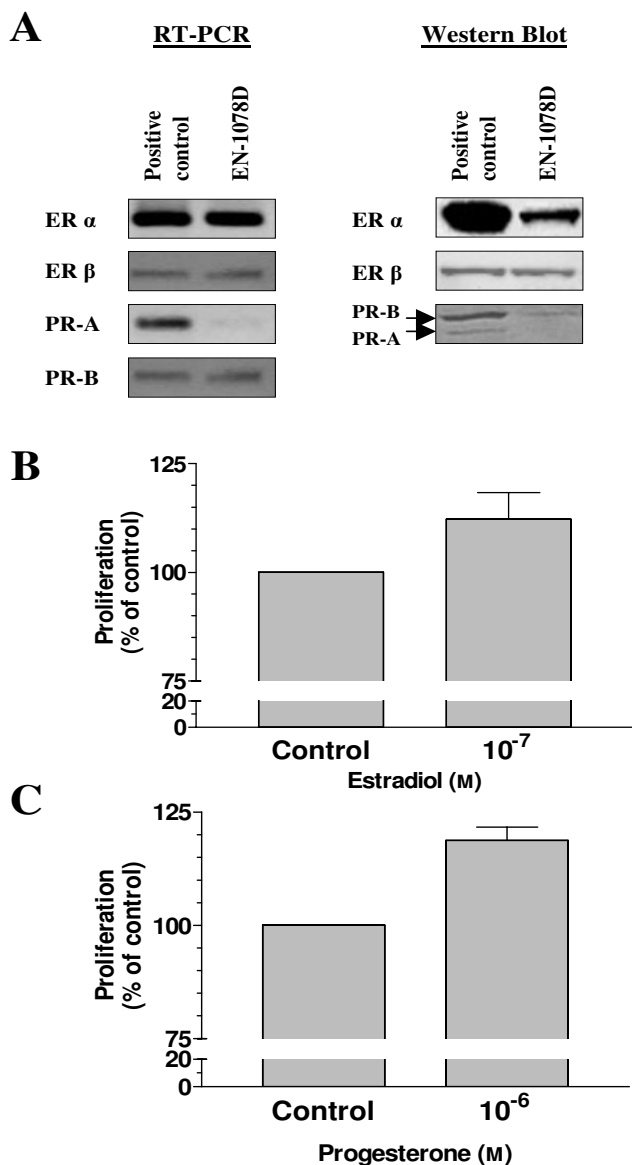 A
RT-PCR
Western Blot
Positive control
EN-1078D
Positive control
EN-1078D
ER α
ER β
PR-A
PR-B
ER α
ER β
PR-B
PR-A
B
Proliferation
(% of control)
125
100
75
20
0
Control
10⁻⁷
Estradiol (M)
C
Proliferation
(% of control)
125
100
75
20
0
Control
10⁻⁶
Progesterone (M)